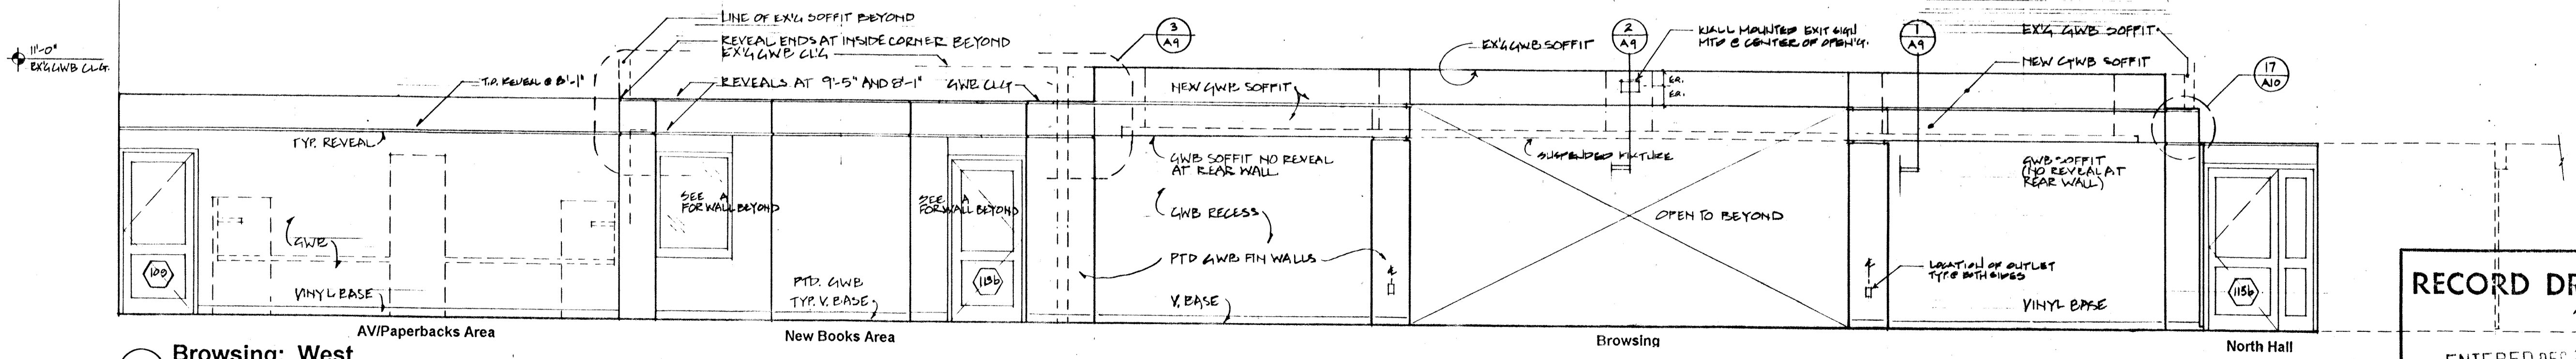 11'-0"
EX'G GWB CLG.
T.O. REVEAL @ 8'-1"
TYP. REVEAL
GWB
109
VINYL BASE
AV/Paperbacks Area
Browsing: West
LINE OF EX'G SOFFIT BEYOND
REVEAL ENDS AT INSIDE CORNER BEYOND
EX'G GWB CL'G
REVEALS AT 9'-5" AND 8'-1"
GWB CLG
SEE A
FOR WALL BEYOND
SEE A
FOR WALL BEYOND
PTD. GWB
TYP. V. BASE
113b
New Books Area
3
A9
NEW GWB SOFFIT
GWB SOFFIT NO REVEAL
AT REAR WALL
GWB RECESS
PTD GWB FIN WALLS
V. BASE
EX'G GWB SOFFIT
2
A9
WALL MOUNTED EXIT SIGN
MTD @ CENTER OF OPEN'G.
EQ.
EQ.
SUSPENDED FIXTURE
OPEN TO BEYOND
Browsing
1
A9
EX'G GWB SOFFIT
NEW GWB SOFFIT
17
A10
GWB SOFFIT
(NO REVEAL AT
REAR WALL)
LOCATION OF OUTLET
TYP @ BOTH SIDES
VINYL BASE
115b
North Hall
RECORD DR